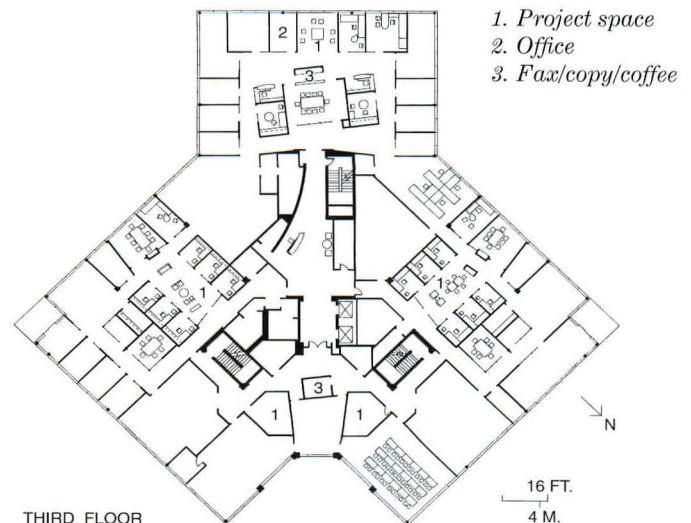 1. Project space
2. Office
3. Fax/copy/coffee
2
1
3
1
1
3
1
1
N
16 FT.
4 M.
THIRD FLOOR